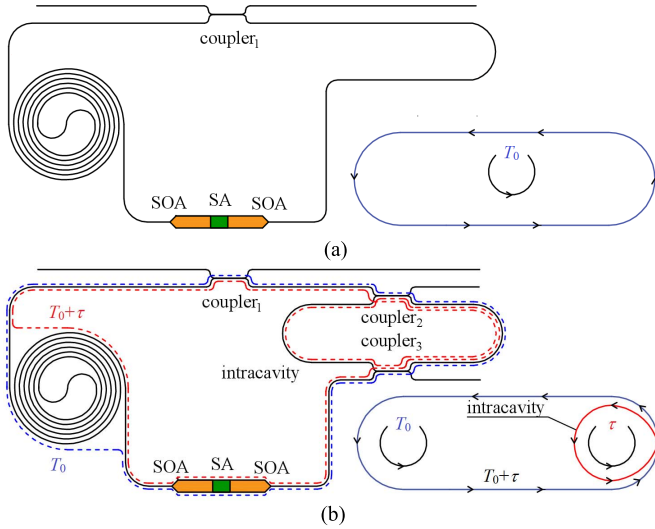 coupler₁
T₀
SOA SA SOA
(a)
T₀+τ
coupler₁
coupler₂
coupler₃
intracavity
intracavity
T₀
τ
SOA SA SOA
T₀
T₀+τ
(b)